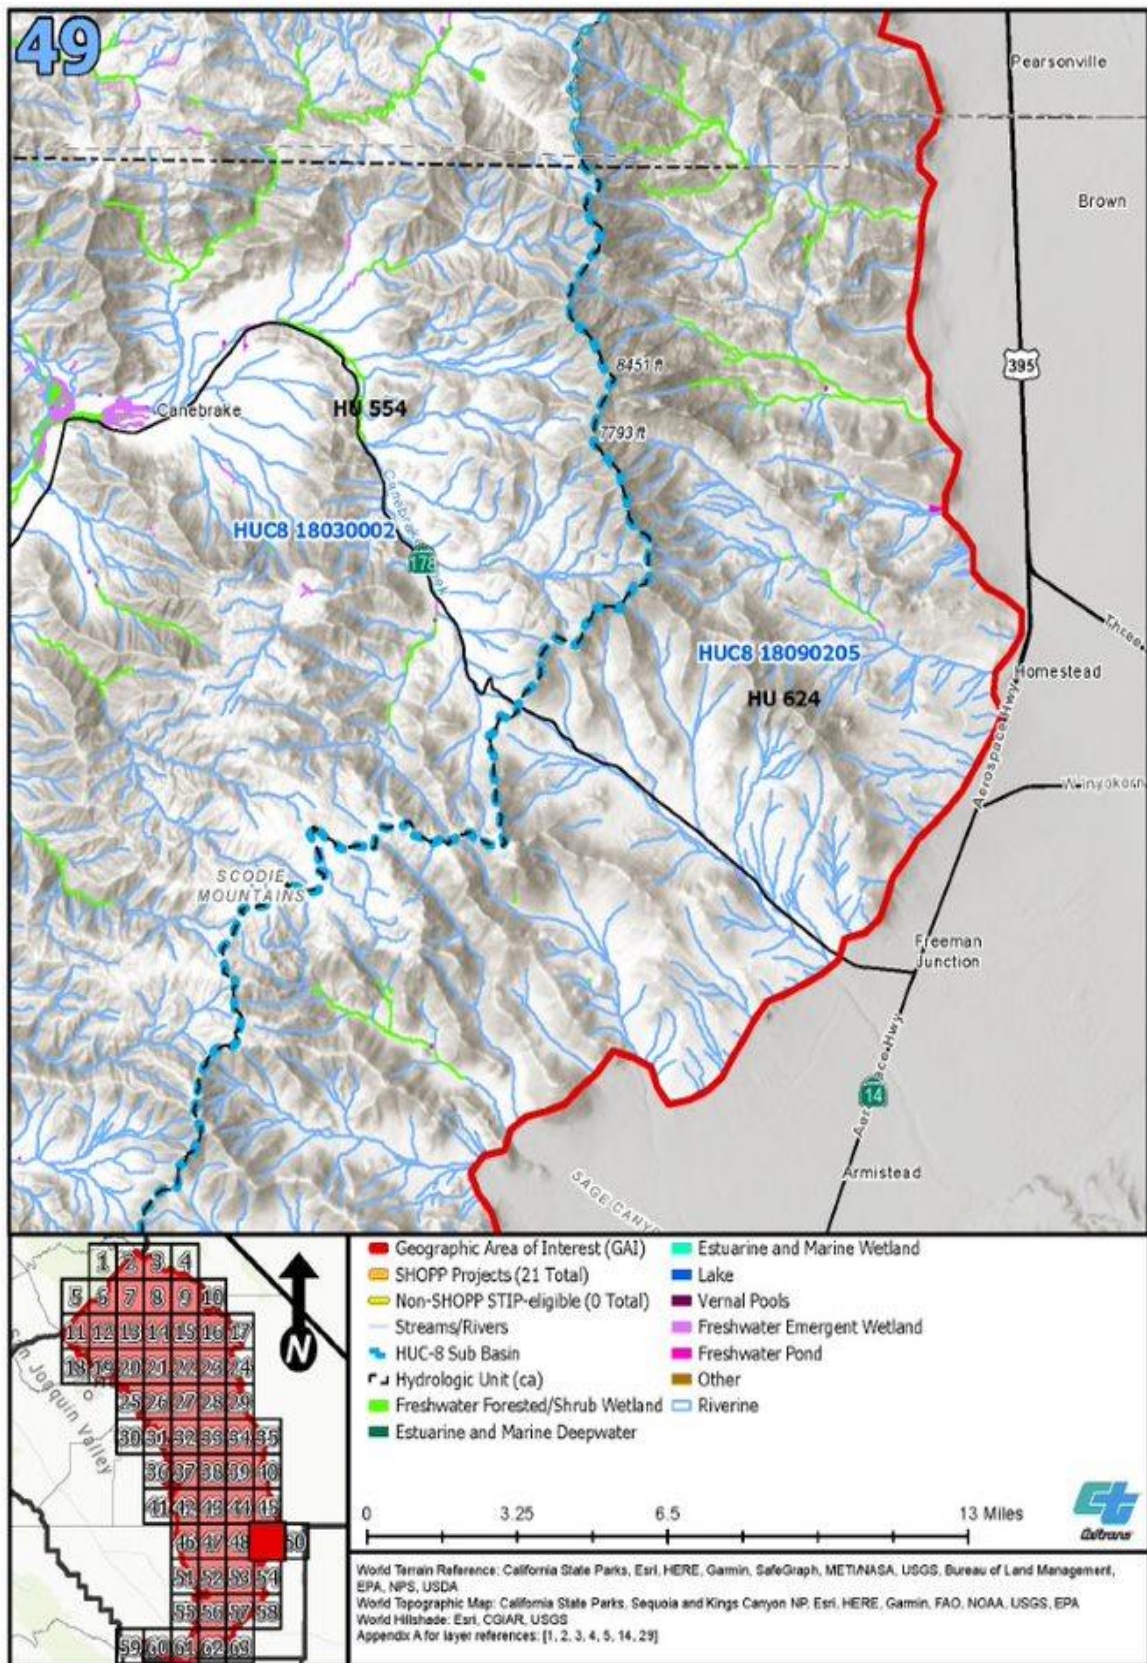 49
Pearsonville
Brown
395
8451 ft
Canebrake
HU 554
7793 ft
HUC8 18030002
178
Three
HUC8 18090205
Homestead
HU 624
Aerospace Hwy
SCODIE
MOUNTAINS
Freeman
Junction
14
Armistead
SAGE CANY
1 2 3 4
5 6 7 8 9 10
11 12 13 14 15 16 17
18 19 20 21 22 23 24
25 26 27 28 29
30 31 32 33 34 35
36 37 38 39 40
41 42 43 44 45
46 47 48 50
51 52 53 54
55 56 57 58
59 60 61 62 63
Joaquin Valley
N
Geographic Area of Interest (GAI)
SHOPP Projects (21 Total)
Non-SHOPP STIP-eligible (0 Total)
Streams/Rivers
HUC-8 Sub Basin
Hydrologic Unit (ca)
Freshwater Forested/Shrub Wetland
Estuarine and Marine Deepwater
Estuarine and Marine Wetland
Lake
Vernal Pools
Freshwater Emergent Wetland
Freshwater Pond
Other
Riverine
0 3.25 6.5 13 Miles
Caltrans
World Terrain Reference: California State Parks, Esri, HERE, Garmin, SafeGraph, METI/NASA, USGS, Bureau of Land Management,
EPA, NPS, USDA
World Topographic Map: California State Parks, Sequoia and Kings Canyon NP, Esri, HERE, Garmin, FAO, NOAA, USGS, EPA
World Hillshade: Esri, CGIAR, USGS
Appendix A for layer references: [1, 2, 3, 4, 5, 14, 29]